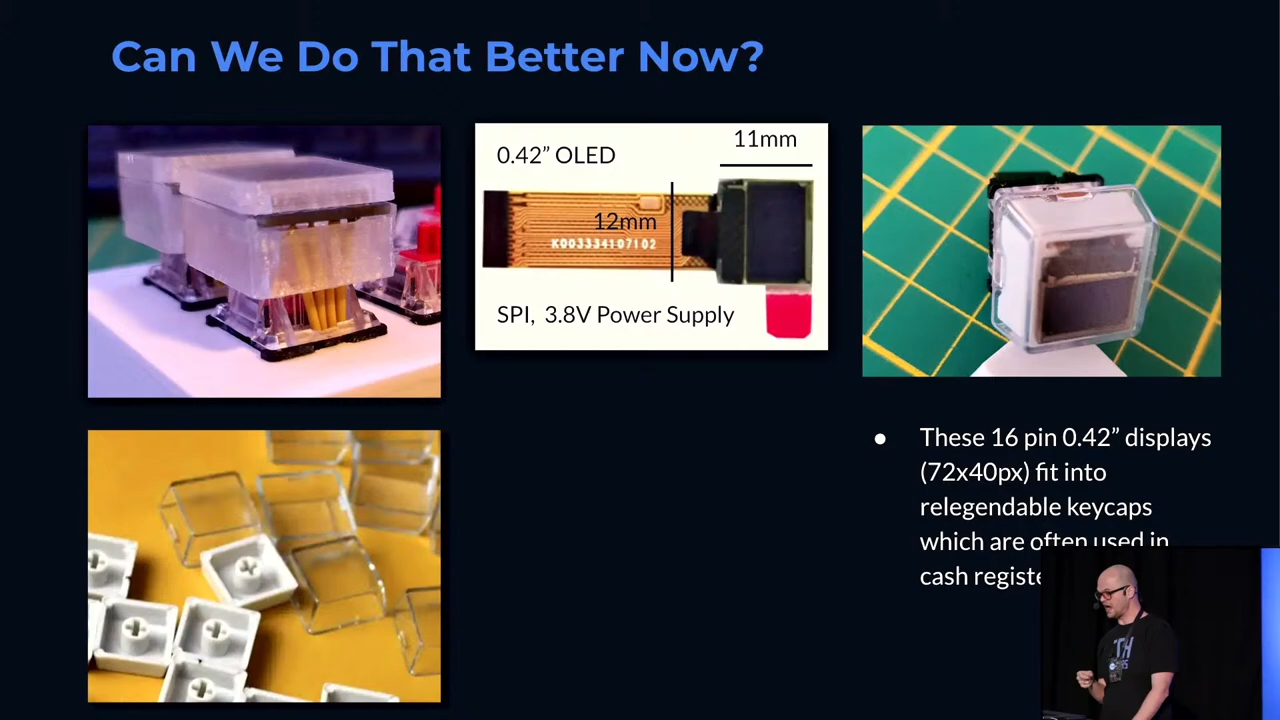 Can We Do That Better Now?
0.42” OLED
11mm
12mm
K003334107102
SPI, 3.8V Power Supply
● These 16 pin 0.42” displays
(72x40px) fit into
relegendable keycaps
which are often used in
cash